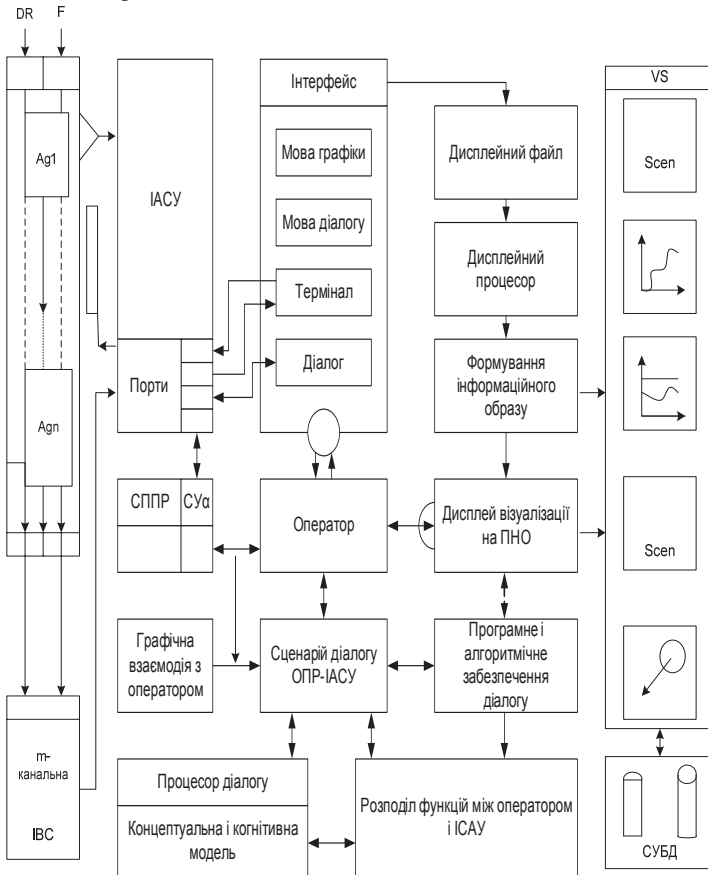 DR
F
Ag1
Agn
m-
канальна
ІВС
ІАСУ
Порти
СППР
СУα
Графічна
взаємодія з
оператором
Інтерфейс
Мова графіки
Мова діалогу
Термінал
Діалог
Оператор
Сценарій діалогу
ОПР-ІАСУ
Процесор діалогу
Концептуальна і когнітивна
модель
Дисплейний файл
Дисплейний
процесор
Формування
інформаційного
образу
Дисплей візуалізації
на ПНО
Програмне і
алгоритмічне
забезпечення
діалогу
Розподіл функцій між оператором
і ІСАУ
VS
Scen
Scen
СУБД